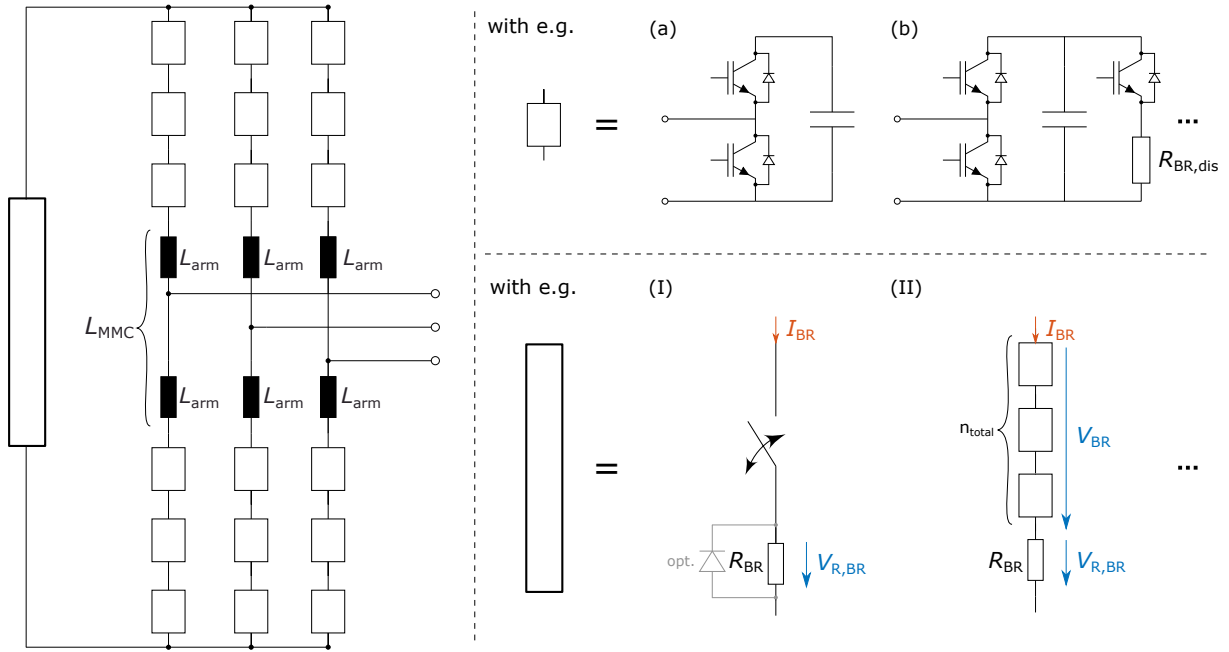 with e.g.
(a)
(b)
=
R_BR,dis
...
L_arm L_arm L_arm
L_MMC
L_arm L_arm L_arm
with e.g.
(I)
(II)
=
I_BR
opt.
R_BR
V_R,BR
I_BR
n_total
V_BR
R_BR
V_R,BR
...